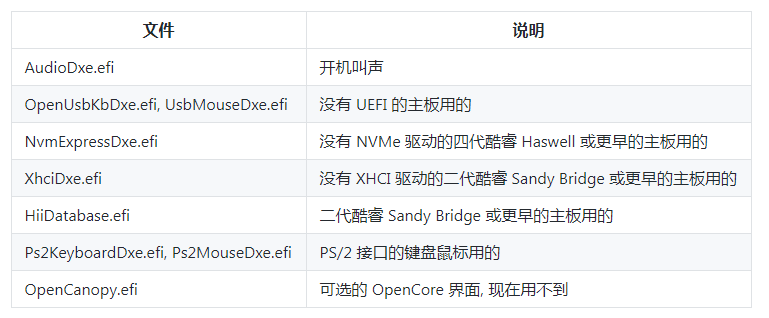 文件 说明
AudioDxe.efi 开机叫声
OpenUsbKbDxe.efi, UsbMouseDxe.efi 没有 UEFI 的主板用的
NvmExpressDxe.efi 没有 NVMe 驱动的四代酷睿 Haswell 或更早的主板用的
XhciDxe.efi 没有 XHCI 驱动的二代酷睿 Sandy Bridge 或更早的主板用的
HiiDatabase.efi 二代酷睿 Sandy Bridge 或更早的主板用的
Ps2KeyboardDxe.efi, Ps2MouseDxe.efi PS/2 接口的键盘鼠标用的
OpenCanopy.efi 可选的 OpenCore 界面, 现在用不到